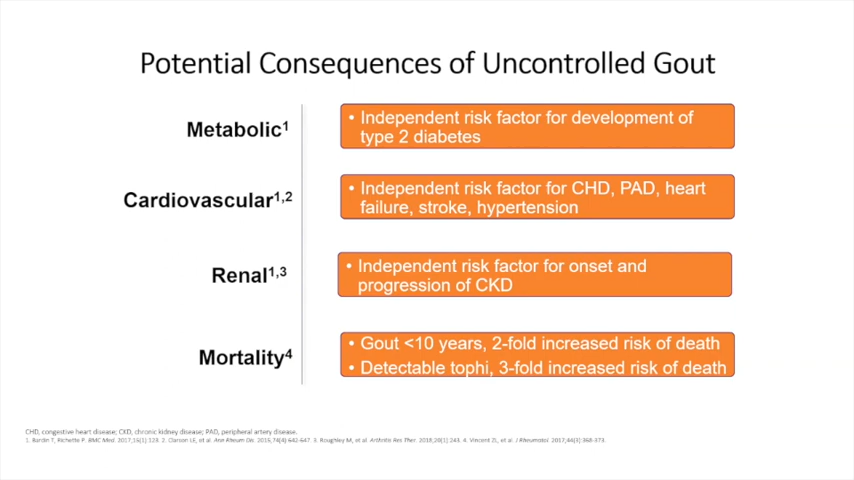 Potential Consequences of Uncontrolled Gout
Metabolic¹
• Independent risk factor for development of
type 2 diabetes
Cardiovascular¹,²
• Independent risk factor for CHD, PAD, heart
failure, stroke, hypertension
Renal¹,³
• Independent risk factor for onset and
progression of CKD
Mortality⁴
• Gout <10 years, 2-fold increased risk of death
• Detectable tophi, 3-fold increased risk of death
CHD, congestive heart disease; CKD, chronic kidney disease; PAD, peripheral artery disease.
1. Bardin T, Richette P. BMC Med. 2017;15(1):123. 2. Clarson LE, et al. Ann Rheum Dis. 2015;74(4):642-647. 3. Roughley M, et al. Arthritis Res Ther. 2018;20(1):243. 4. Vincent ZL, et al. J Rheumatol. 2017;44(3):368-373.